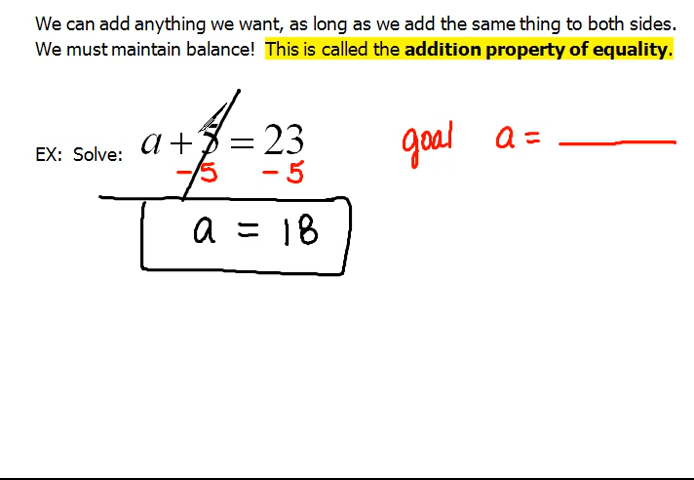 We can add anything we want, as long as we add the same thing to both sides.
We must maintain balance! This is called the addition property of equality.
EX: Solve: a + 5 = 23 goal a = ______
-5 -5
a = 18